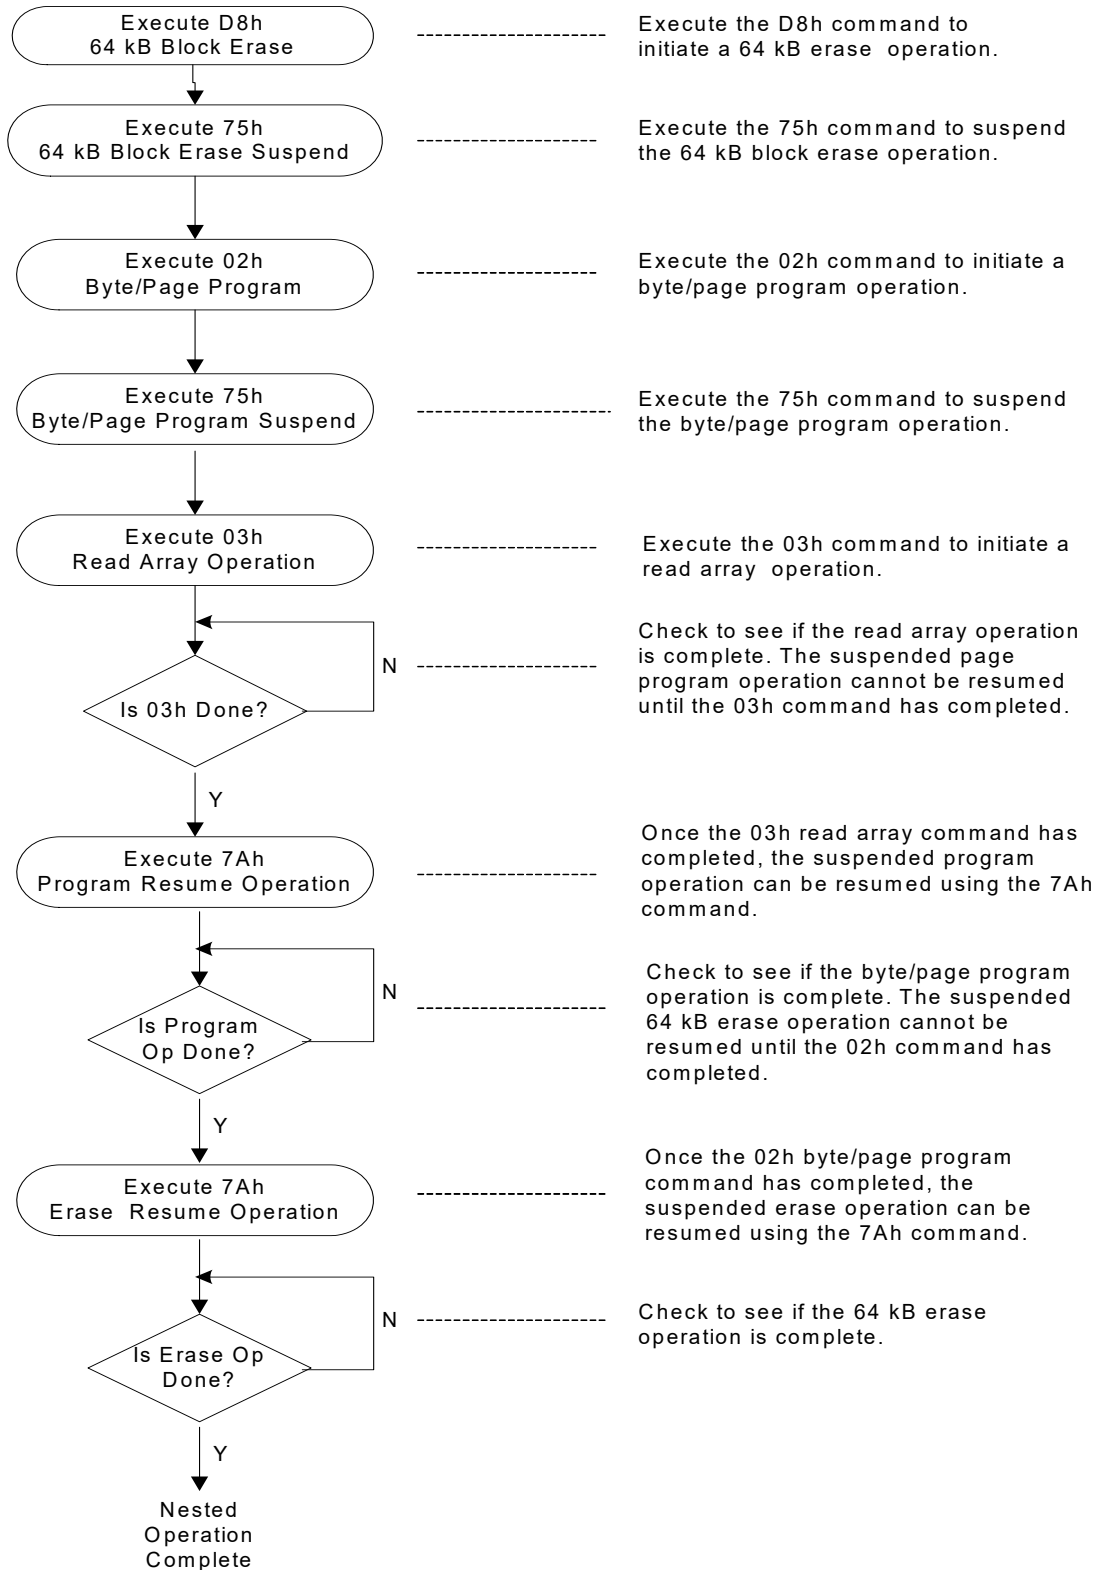 Execute D8h
64 kB Block Erase
Execute the D8h command to
initiate a 64 kB erase operation.
Execute 75h
64 kB Block Erase Suspend
Execute the 75h command to suspend
the 64 kB block erase operation.
Execute 02h
Byte/Page Program
Execute the 02h command to initiate a
byte/page program operation.
Execute 75h
Byte/Page Program Suspend
Execute the 75h command to suspend
the byte/page program operation.
Execute 03h
Read Array Operation
Execute the 03h command to initiate a
read array operation.
Is 03h Done?
N
Check to see if the read array operation
is complete. The suspended page
program operation cannot be resumed
until the 03h command has completed.
Y
Execute 7Ah
Program Resume Operation
Once the 03h read array command has
completed, the suspended program
operation can be resumed using the 7Ah
command.
Is Program
Op Done?
N
Check to see if the byte/page program
operation is complete. The suspended
64 kB erase operation cannot be
resumed until the 02h command has
completed.
Y
Execute 7Ah
Erase Resume Operation
Once the 02h byte/page program
command has completed, the
suspended erase operation can be
resumed using the 7Ah command.
Is Erase Op
Done?
N
Check to see if the 64 kB erase
operation is complete.
Y
Nested
Operation
Complete